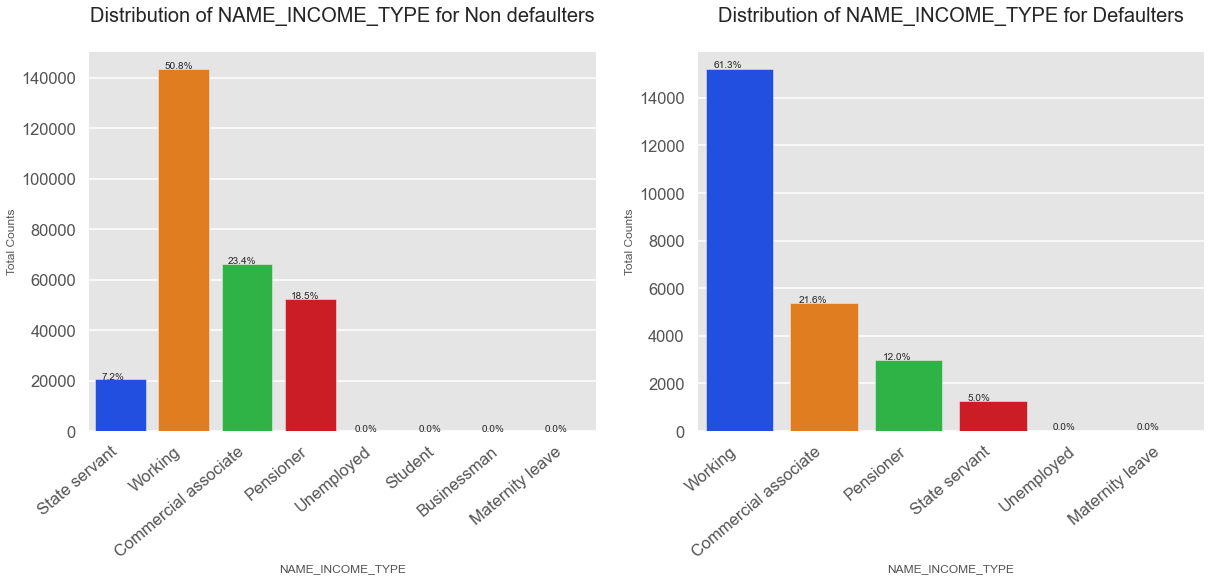 Distribution of NAME_INCOME_TYPE for Non defaulters
Total Counts
140000
120000
100000
80000
60000
40000
20000
0
7.2%
50.8%
23.4%
18.5%
0.0%
0.0%
0.0%
0.0%
State servant
Working
Commercial associate
Pensioner
Unemployed
Student
Businessman
Maternity leave
NAME_INCOME_TYPE
Distribution of NAME_INCOME_TYPE for Defaulters
Total Counts
14000
12000
10000
8000
6000
4000
2000
0
61.3%
21.6%
12.0%
5.0%
0.0%
0.0%
Working
Commercial associate
Pensioner
State servant
Unemployed
Maternity leave
NAME_INCOME_TYPE